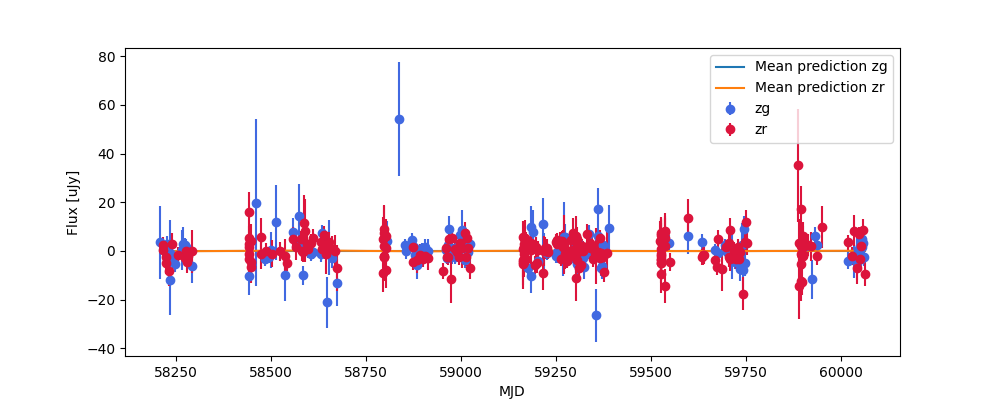 80
60
40
20
0
−20
−40
Flux [uJy]
58250
58500
58750
59000
59250
59500
59750
60000
MJD
Mean prediction zg
Mean prediction zr
zg
zr